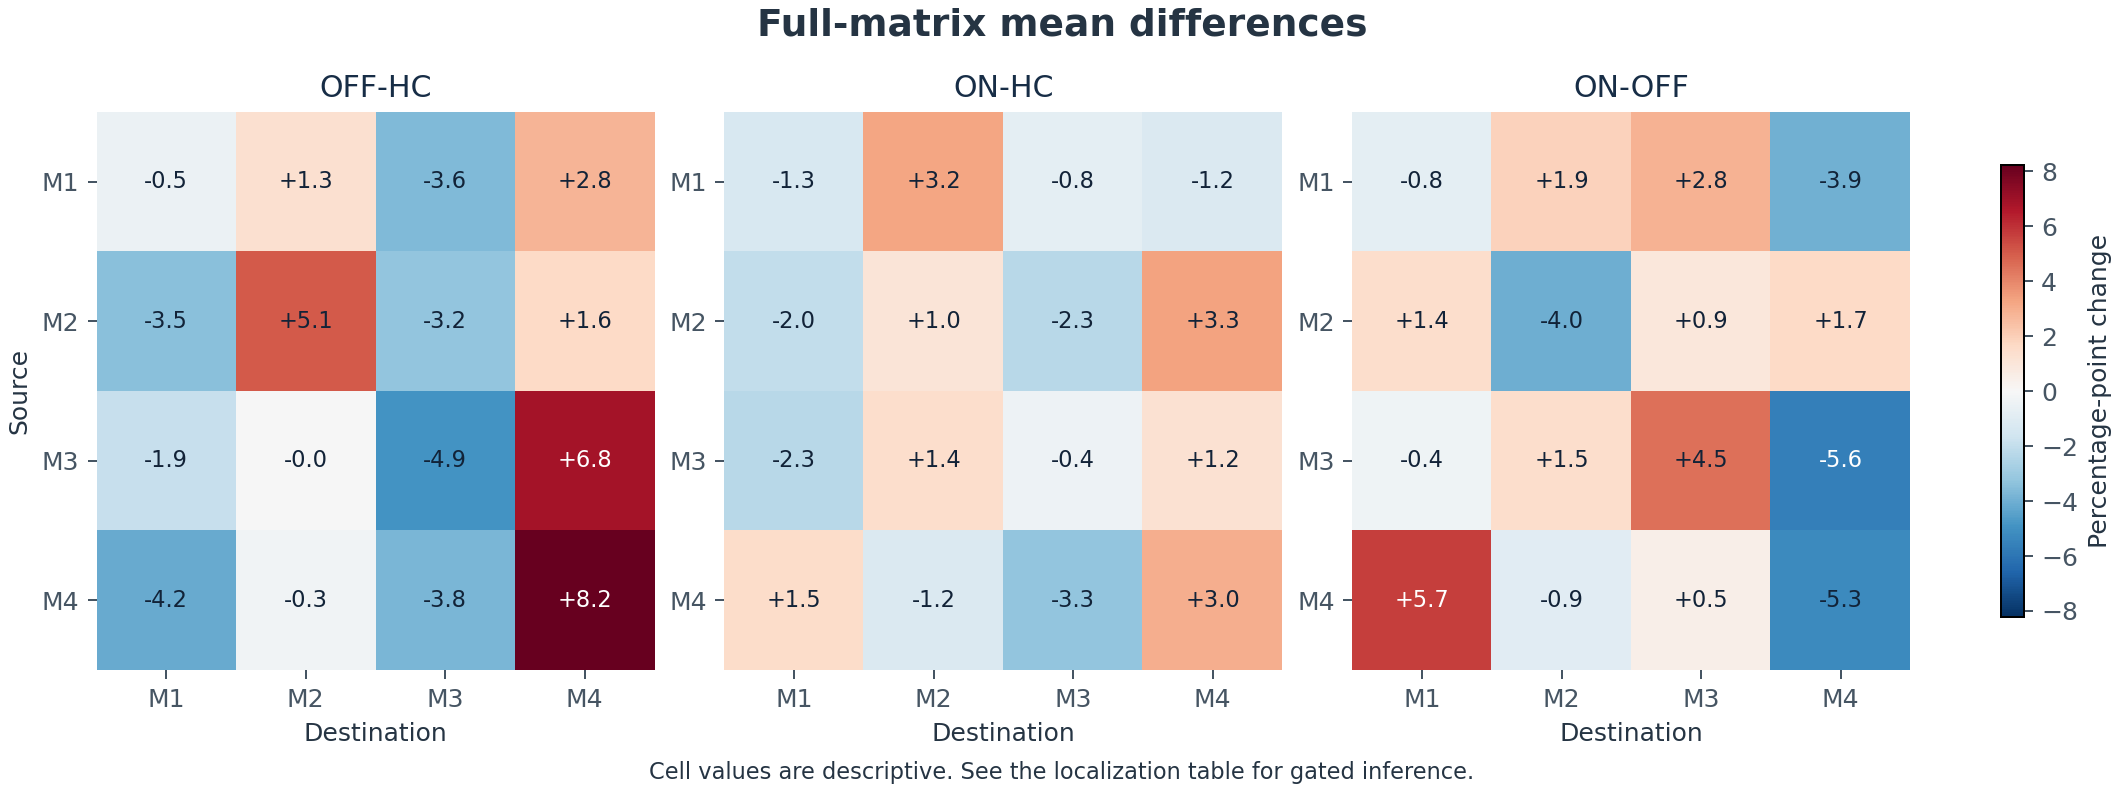 Full-matrix mean differences
OFF-HC
ON-HC
ON-OFF
Source
M1 -0.5 +1.3 -3.6 +2.8
M2 -3.5 +5.1 -3.2 +1.6
M3 -1.9 -0.0 -4.9 +6.8
M4 -4.2 -0.3 -3.8 +8.2
M1 M2 M3 M4
Destination
M1 -1.3 +3.2 -0.8 -1.2
M2 -2.0 +1.0 -2.3 +3.3
M3 -2.3 +1.4 -0.4 +1.2
M4 +1.5 -1.2 -3.3 +3.0
M1 M2 M3 M4
Destination
M1 -0.8 +1.9 +2.8 -3.9
M2 +1.4 -4.0 +0.9 +1.7
M3 -0.4 +1.5 +4.5 -5.6
M4 +5.7 -0.9 +0.5 -5.3
M1 M2 M3 M4
Destination
8
6
4
2
0
−2
−4
−6
−8
Percentage-point change
Cell values are descriptive. See the localization table for gated inference.